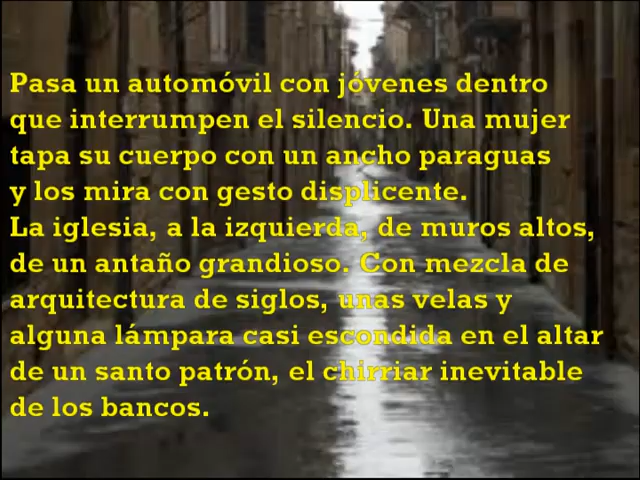 Pasa un automóvil con jóvenes dentro
que interrumpen el silencio. Una mujer
tapa su cuerpo con un ancho paraguas
y los mira con gesto displicente.
La iglesia, a la izquierda, de muros altos,
de un antaño grandioso. Con mezcla de
arquitectura de siglos, unas velas y
alguna lámpara casi escondida en el altar
de un santo patrón, el chirriar inevitable
de los bancos.